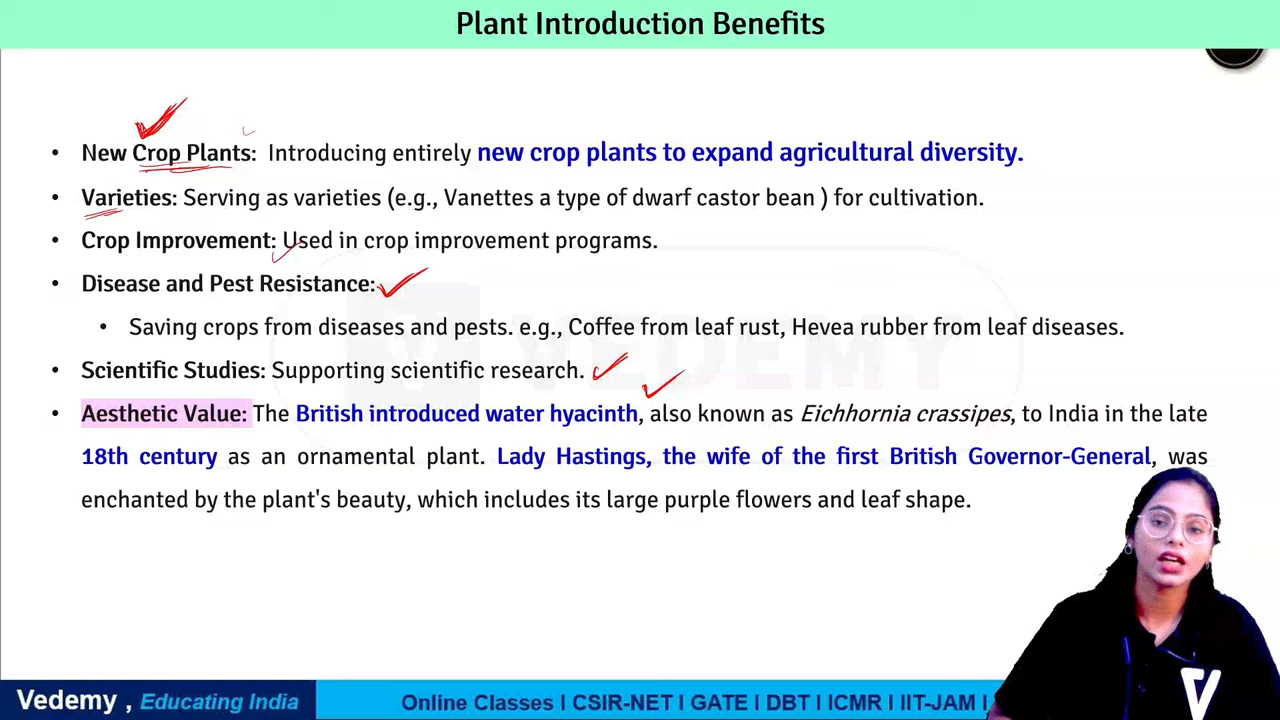 Plant Introduction Benefits
• New Crop Plants: Introducing entirely new crop plants to expand agricultural diversity.
• Varieties: Serving as varieties (e.g., Vanettes a type of dwarf castor bean ) for cultivation.
• Crop Improvement: Used in crop improvement programs.
• Disease and Pest Resistance:
• Saving crops from diseases and pests. e.g., Coffee from leaf rust, Hevea rubber from leaf diseases.
• Scientific Studies: Supporting scientific research.
• Aesthetic Value: The British introduced water hyacinth, also known as Eichhornia crassipes, to India in the late
18th century as an ornamental plant. Lady Hastings, the wife of the first British Governor-General, was
enchanted by the plant's beauty, which includes its large purple flowers and leaf shape.
VEDEMY
Vedemy , Educating India
Online Classes I CSIR-NET I GATE I DBT I ICMR I IIT-JAM I